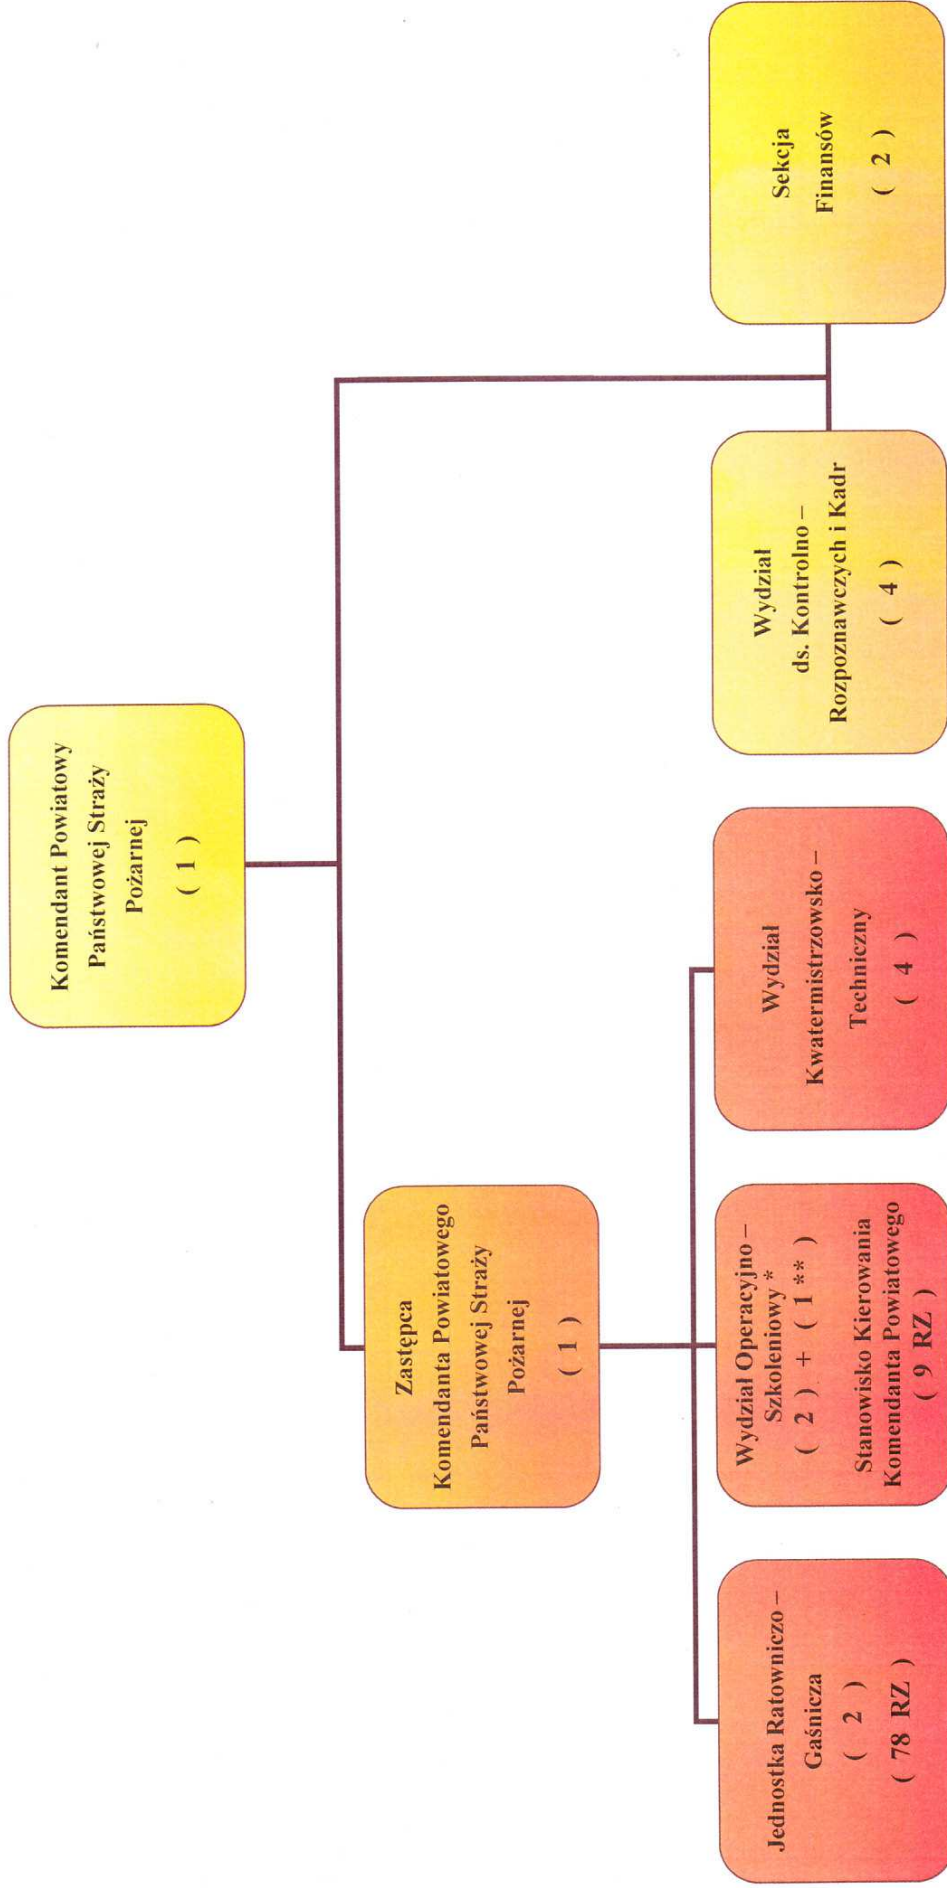 Komendant Powiatowy
Państwowej Straży
Pożarnej
( 1 )
Zastępca
Komendanta Powiatowego
Państwowej Straży
Pożarnej
( 1 )
Jednostka Ratowniczo –
Gaśnicza
( 2 )
( 78 RZ )
Wydział Operacyjno –
Szkoleniowy *
( 2 ) + ( 1 ** )
Stanowisko Kierowania
Komendanta Powiatowego
( 9 RZ )
Wydział
Kwatermistrzowsko –
Techniczny
( 4 )
Wydział
ds. Kontrolno –
Rozpoznawczych i Kadr
( 4 )
Sekcja
Finansów
( 2 )